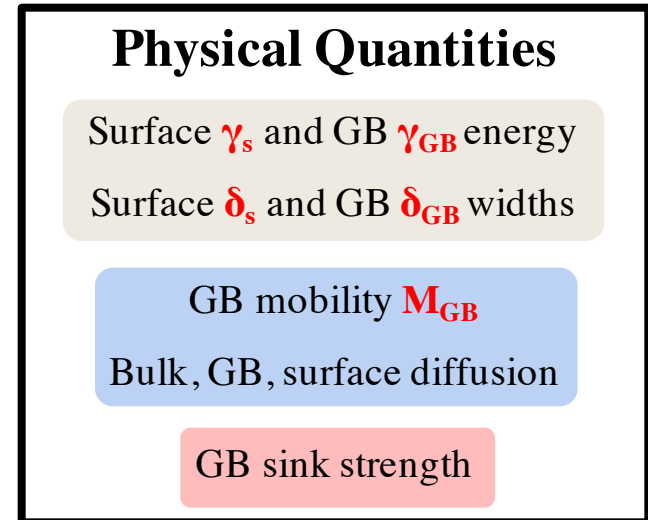 Physical Quantities
Surface γs and GB γGB energy
Surface δs and GB δGB widths
GB mobility MGB
Bulk, GB, surface diffusion
GB sink strength